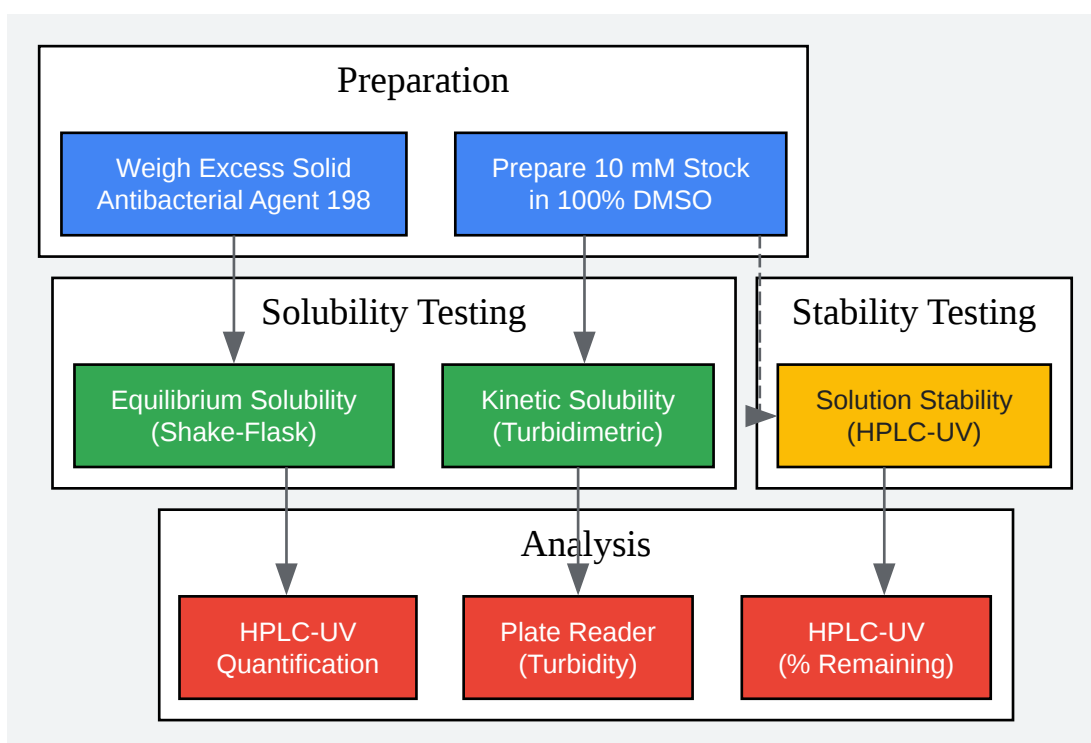 Preparation
Weigh Excess Solid
Antibacterial Agent 198
Prepare 10 mM Stock
in 100% DMSO
Solubility Testing
Equilibrium Solubility
(Shake-Flask)
Kinetic Solubility
(Turbidimetric)
Stability Testing
Solution Stability
(HPLC-UV)
Analysis
HPLC-UV
Quantification
Plate Reader
(Turbidity)
HPLC-UV
(% Remaining)